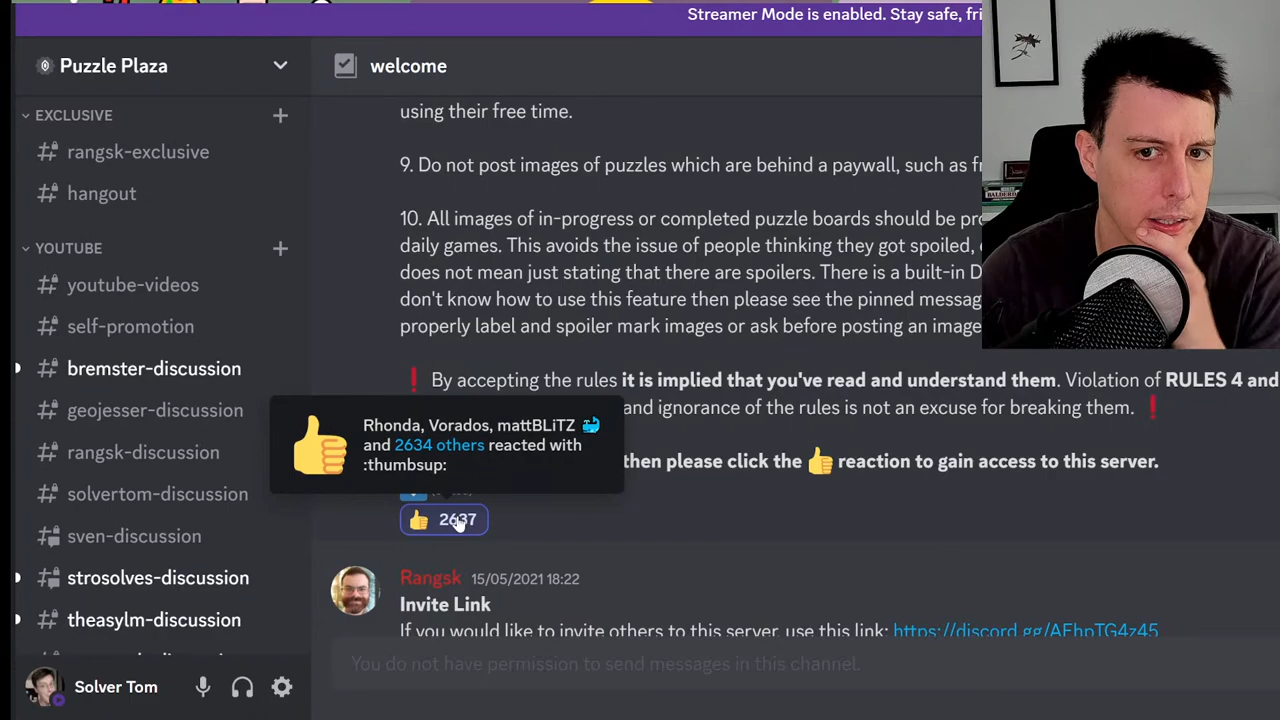 Streamer Mode is enabled. Stay safe, fri
Puzzle Plaza
EXCLUSIVE
rangsk-exclusive
hangout
YOUTUBE
youtube-videos
self-promotion
bremster-discussion
geojesser-discussion
rangsk-discussion
solvertom-discussion
sven-discussion
strosolves-discussion
theasylm-discussion
Solver Tom
welcome
using their free time.
9. Do not post images of puzzles which are behind a paywall, such as fr
10. All images of in-progress or completed puzzle boards should be pro
daily games. This avoids the issue of people thinking they got spoiled,
does not mean just stating that there are spoilers. There is a built-in D
don't know how to use this feature then please see the pinned messag
properly label and spoiler mark images or ask before posting an image
❗ By accepting the rules it is implied that you've read and understand them. Violation of RULES 4 and
and ignorance of the rules is not an excuse for breaking them. ❗
then please click the 👍 reaction to gain access to this server.
Rhonda, Vorados, mattBLiTZ 🐳
and 2634 others reacted with
:thumbsup:
👍 2637
Rangsk 15/05/2021 18:22
Invite Link
If you would like to invite others to this server, use this link: https://discord.gg/AEhpTG4z45
You do not have permission to send messages in this channel.